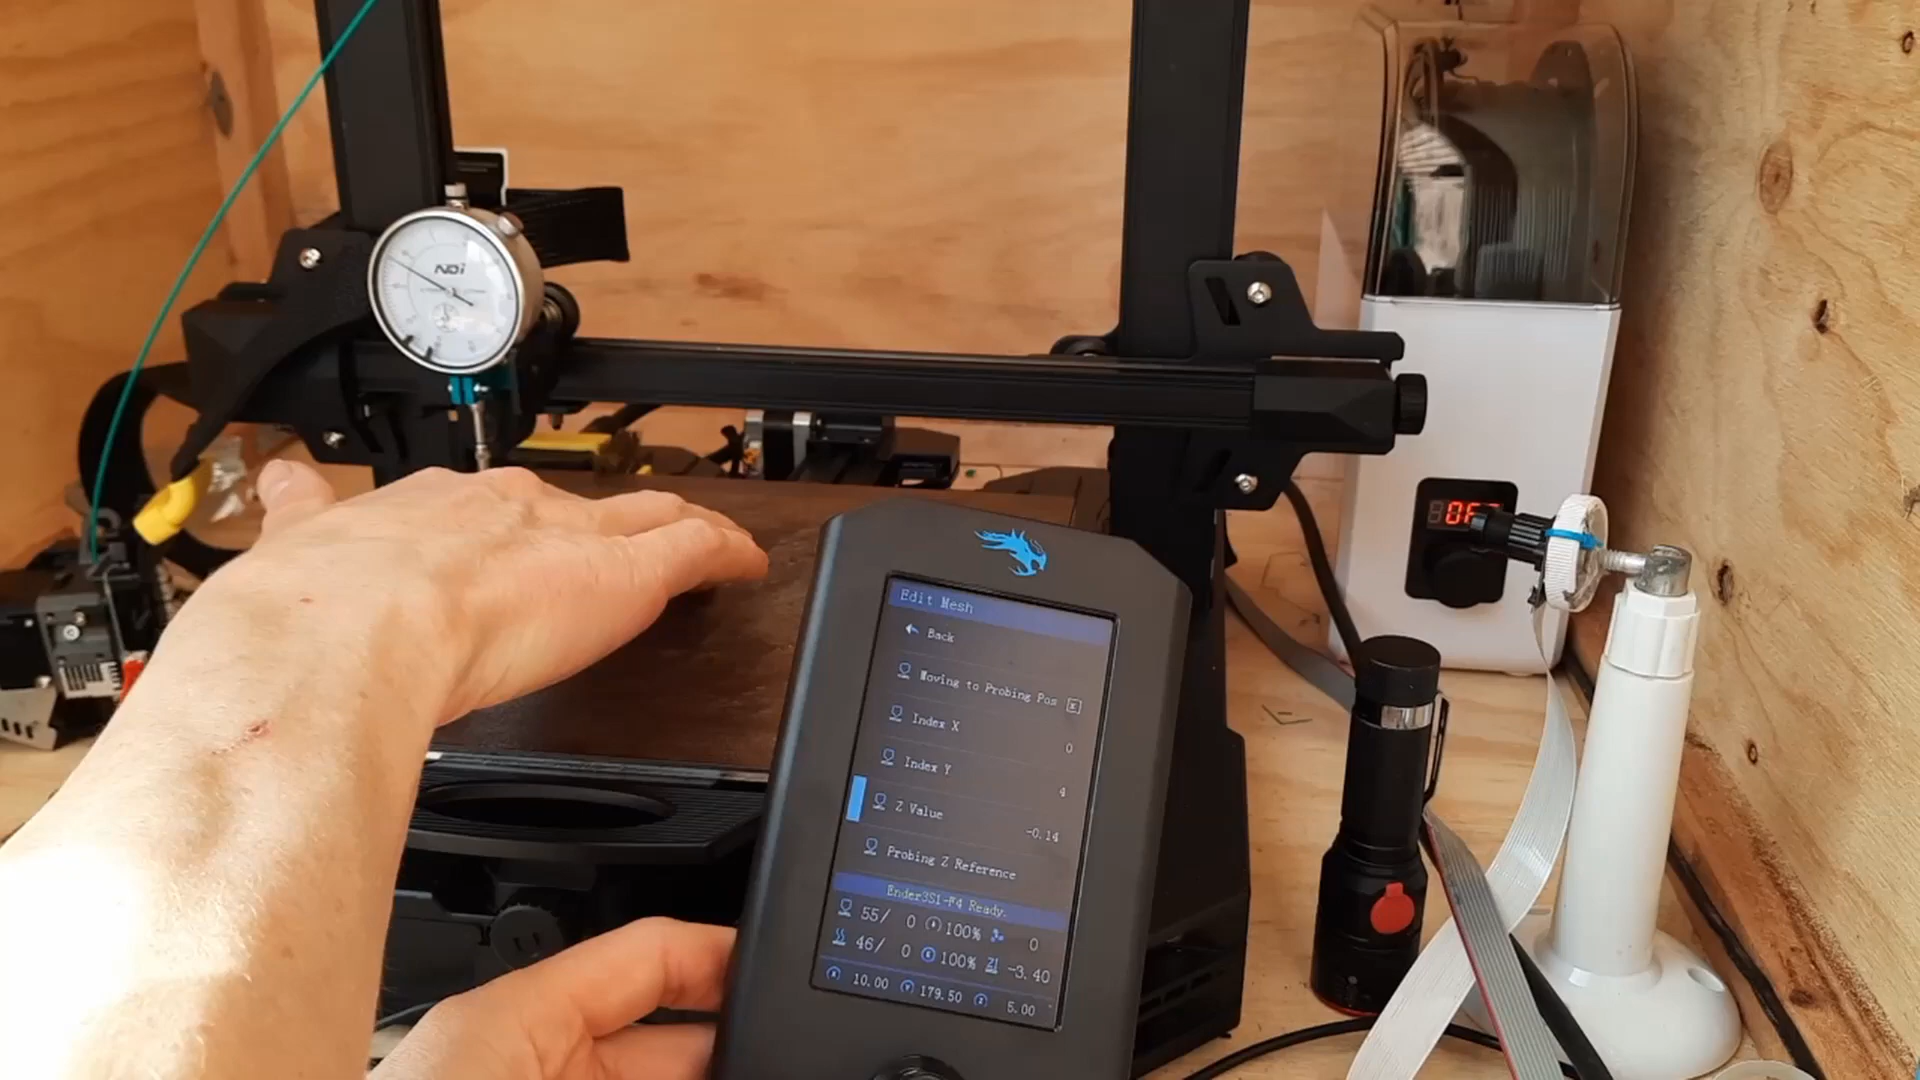 NDI
OF
Edit Mesh
Back
Moving to Probing Pos
Index X 0
Index Y 4
Z Value -0.14
Probing Z Reference
Ender3S1-F4 Ready.
55/ 0 100% 0
46/ 0 100% -3.40
X 10.00 Y 179.50 Z 5.00